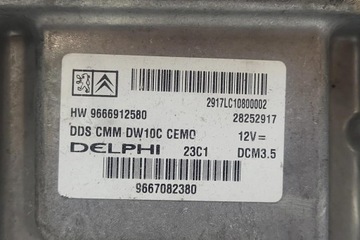 2917LC10800002
HW 9666912580 28252917
DDS CMM DW10C CEMO 12V=
DELPHI 23C1 DCM3.5
9667082380